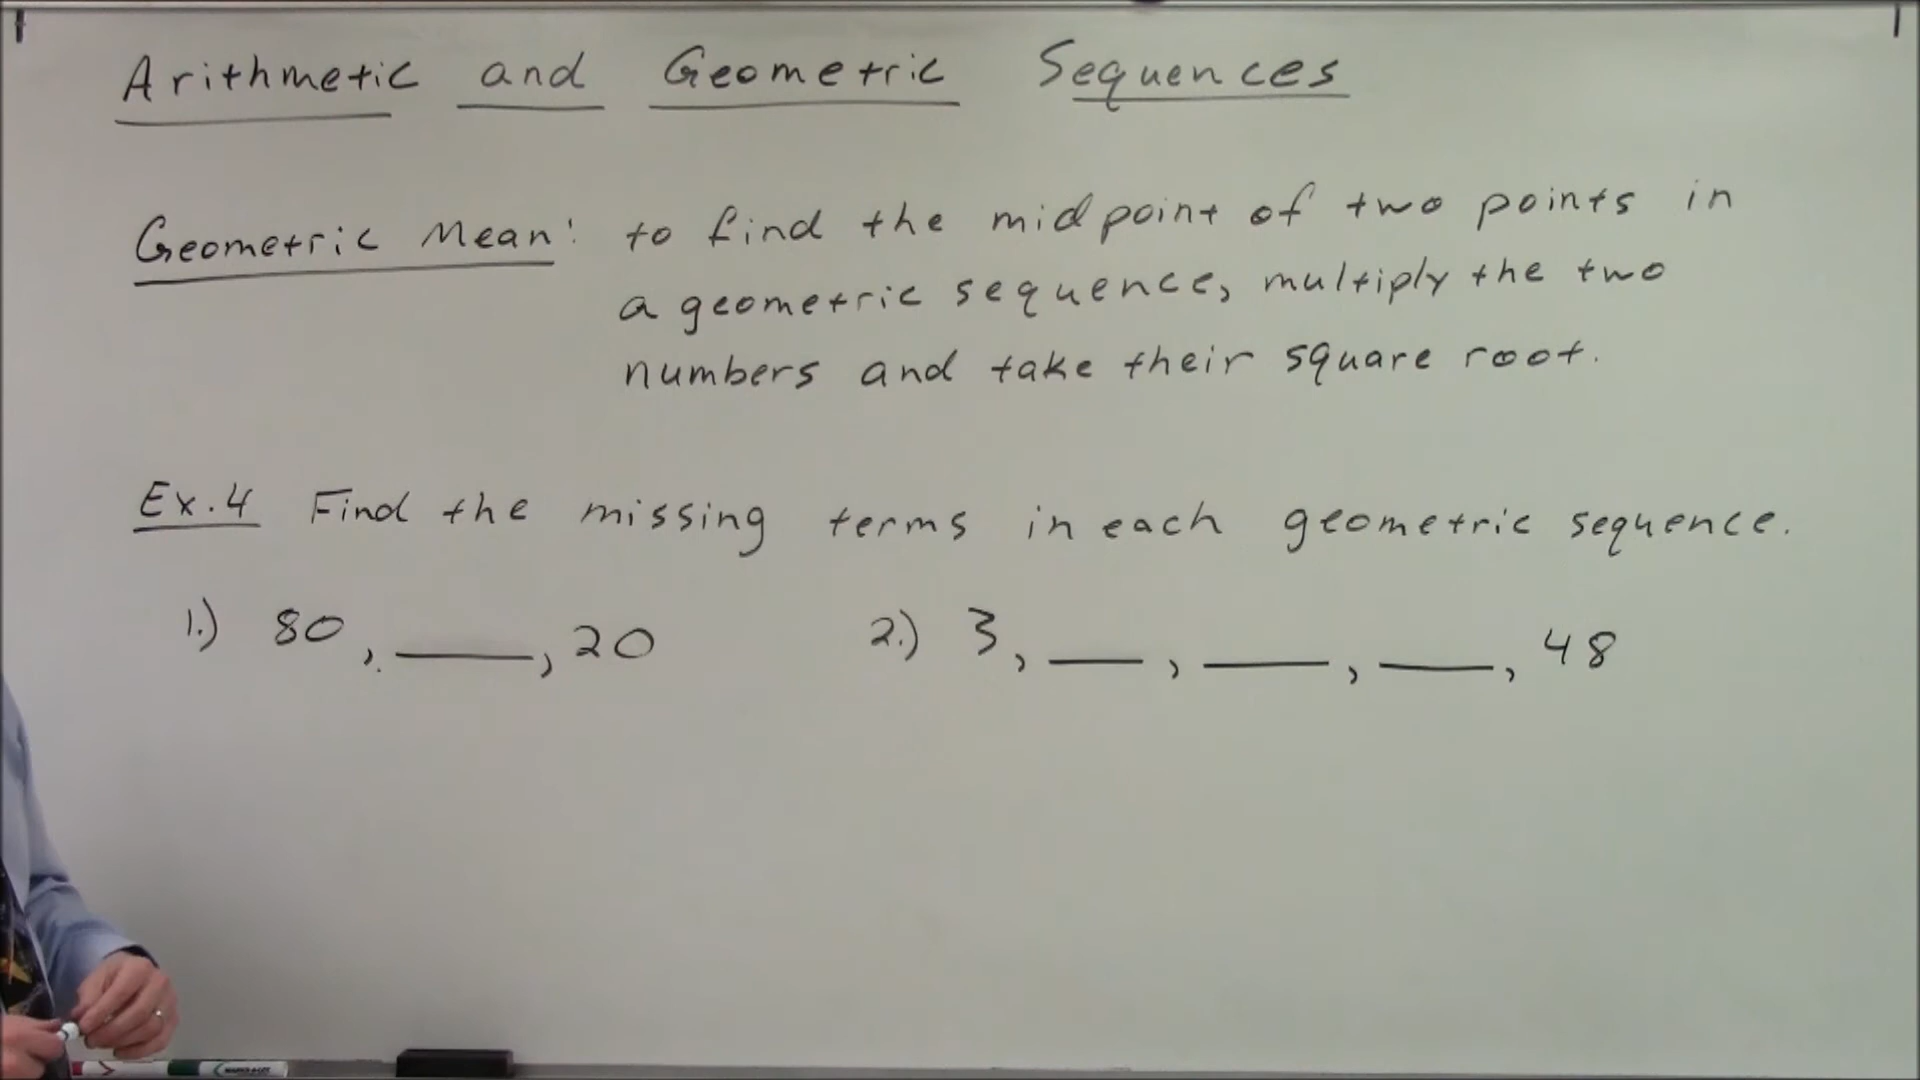 Arithmetic and Geometric Sequences
Geometric Mean: to find the midpoint of two points in
a geometric sequence, multiply the two
numbers and take their square root.
Ex.4 Find the missing terms in each geometric sequence.
1.) 80, ___, 20 2.) 3, ___, ___, ___, 48